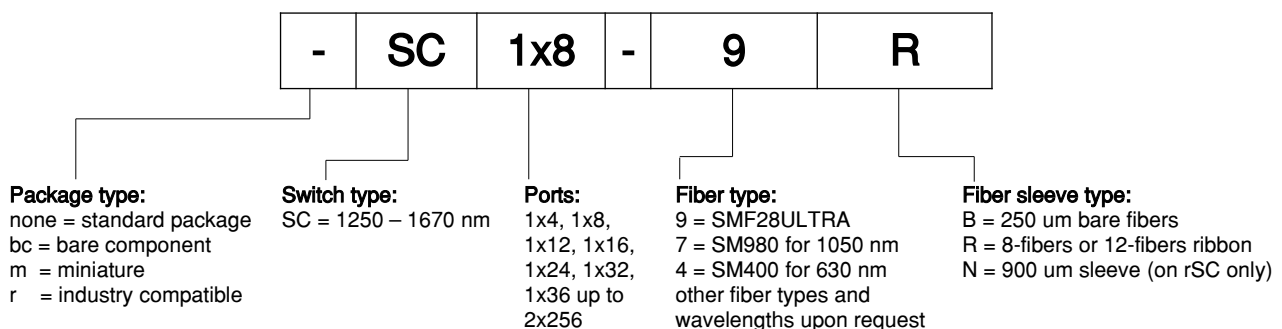 - SC 1x8 - 9 R
Package type:
none = standard package
bc = bare component
m = miniature
r = industry compatible
Switch type:
SC = 1250 – 1670 nm
Ports:
1x4, 1x8,
1x12, 1x16,
1x24, 1x32,
1x36 up to
2x256
Fiber type:
9 = SMF28ULTRA
7 = SM980 for 1050 nm
4 = SM400 for 630 nm
other fiber types and
wavelengths upon request
Fiber sleeve type:
B = 250 um bare fibers
R = 8-fibers or 12-fibers ribbon
N = 900 um sleeve (on rSC only)